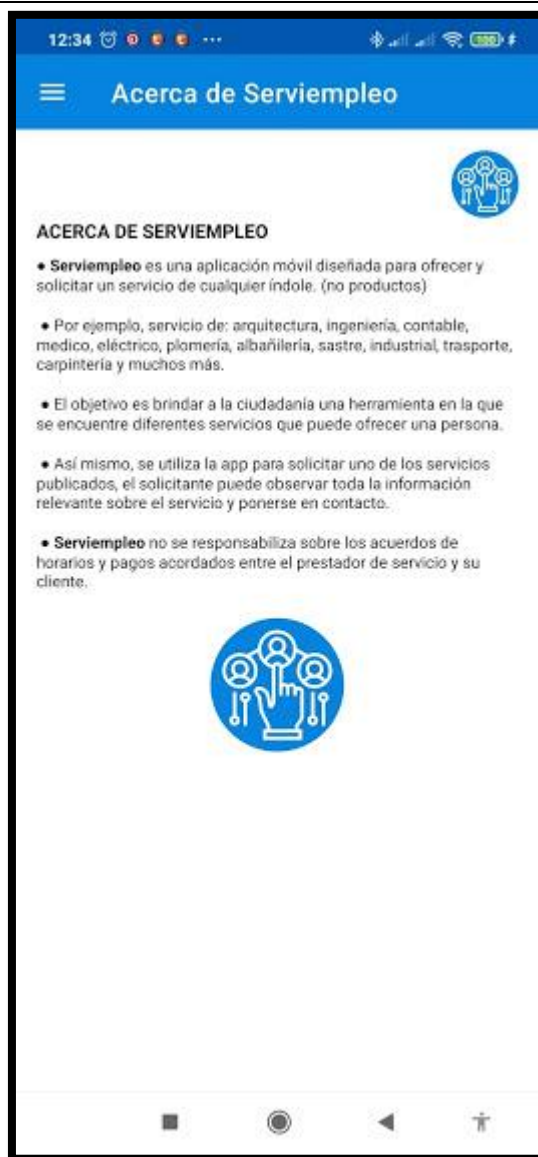 12:34
100
Acerca de Serviempleo
ACERCA DE SERVIEMPLEO
• Serviempleo es una aplicación móvil diseñada para ofrecer y
solicitar un servicio de cualquier índole. (no productos)
• Por ejemplo, servicio de: arquitectura, ingeniería, contable,
medico, eléctrico, plomería, albañilería, sastre, industrial, trasporte,
carpintería y muchos más.
• El objetivo es brindar a la ciudadanía una herramienta en la que
se encuentre diferentes servicios que puede ofrecer una persona.
• Así mismo, se utiliza la app para solicitar uno de los servicios
publicados, el solicitante puede observar toda la información
relevante sobre el servicio y ponerse en contacto.
• Serviempleo no se responsabiliza sobre los acuerdos de
horarios y pagos acordados entre el prestador de servicio y su
cliente.